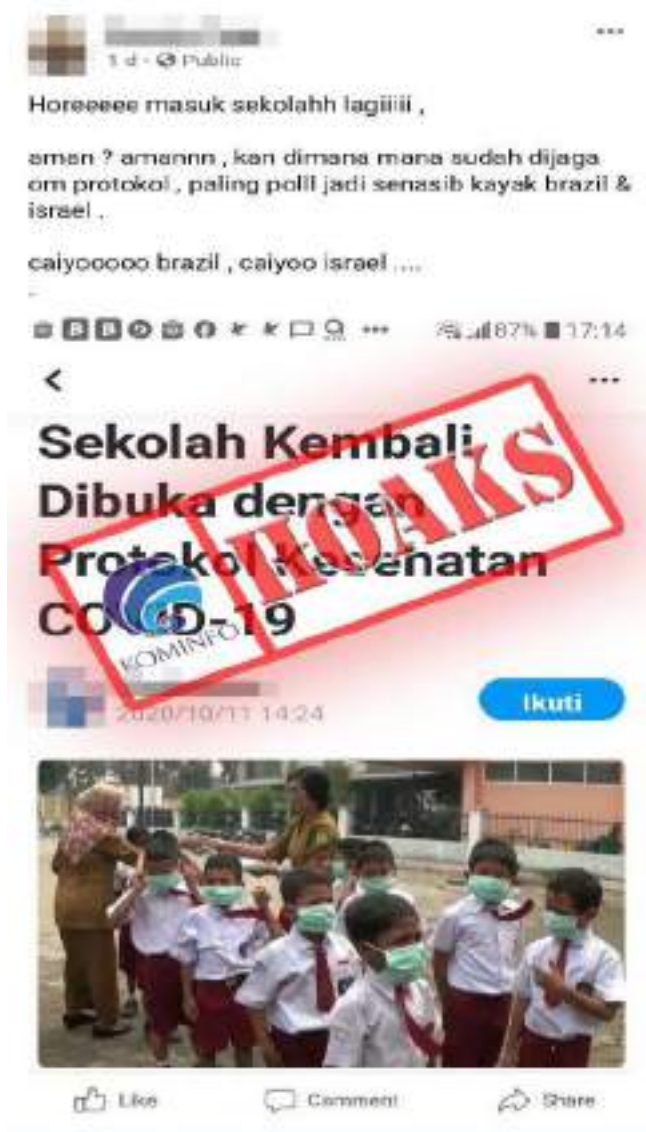 1 d · Public
Horeeeee masuk sekolahh lagiiiii ,
aman ? amannn , kan dimana mana sudah dijaga
om protokol , paling polll jadi senasib kayak brazil &
israel .
caiyooooo brazil , caiyoo israel ....
87% 17:14
Sekolah Kembali
Dibuka dengan
Protokol Kesehatan
COVID-19
HOAKS
KOMINFO
2020/10/11 14:24
Ikuti
Like
Comment
Share